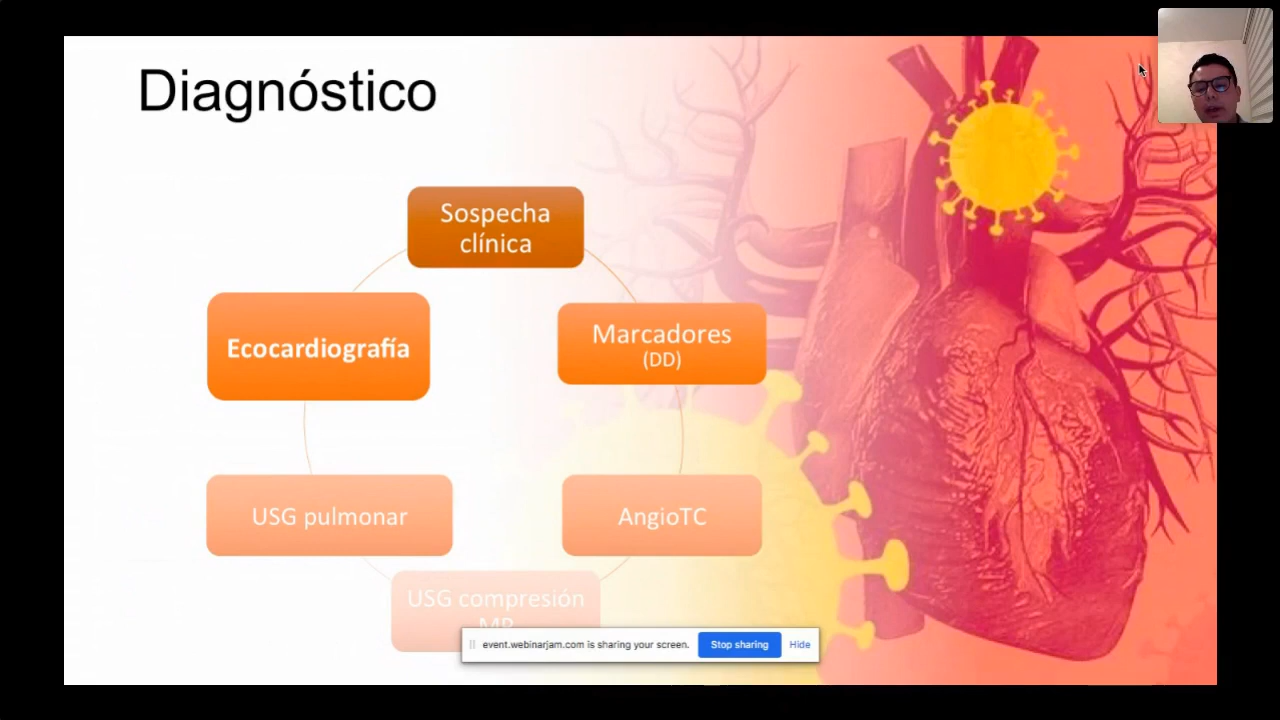 Diagnóstico
Sospecha
clínica
Ecocardiografía
Marcadores
(DD)
USG pulmonar
AngioTC
USG compresión
event.webinarjam.com is sharing your screen.
Stop sharing
Hide